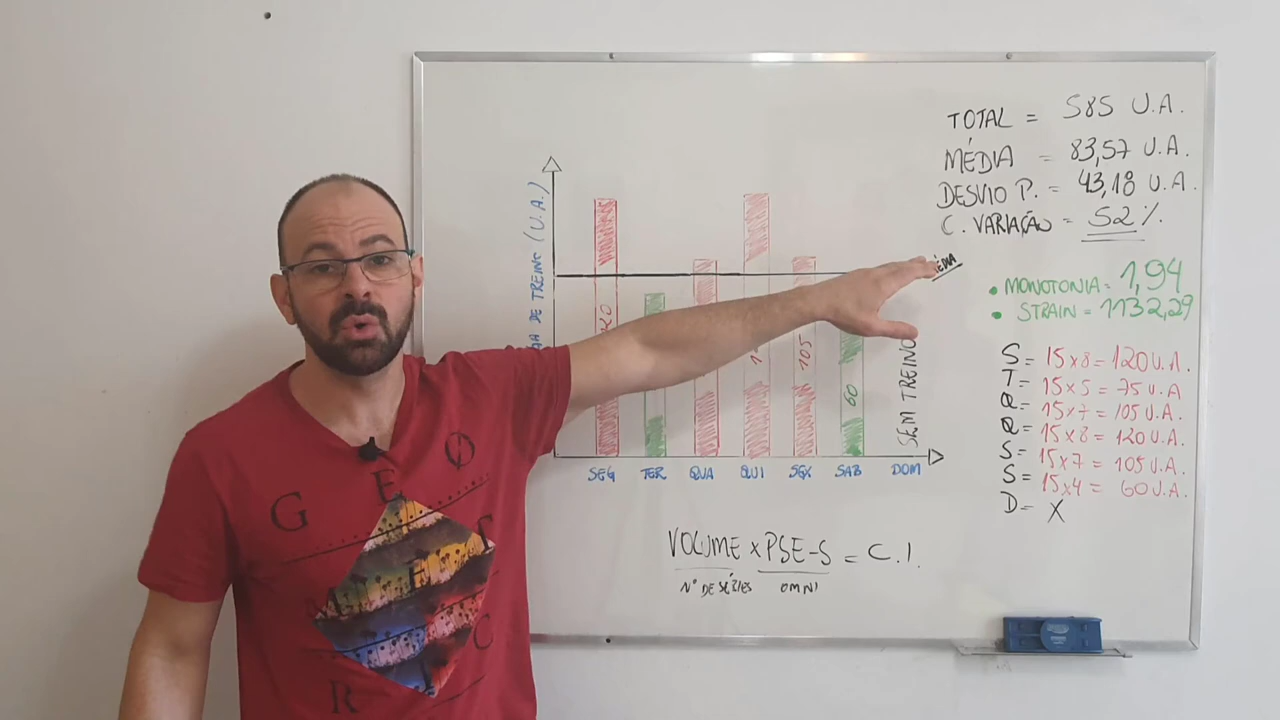 TOTAL = 585 U.A.
MÉDIA = 83,57 U.A.
DESVIO P. = 43,18 U.A.
C. VARIAÇÃO = 52%
• MONOTONIA = 1,94
• STRAIN = 1132,29
S = 15x8 = 120 U.A.
T = 15x5 = 75 U.A
Q = 15x7 = 105 U.A.
Q = 15x8 = 120 U.A.
S = 15x7 = 105 U.A.
S = 15x4 = 60 U.A.
D = X
DE TREINO (U.A.)
105
60
SEM TREINO
SEG TER QUA QUI SEX SAB DOM
VOLUME x PSE-S = C.I.
Nº DE SÉRIES OMNI
G E O
M E T
R I C